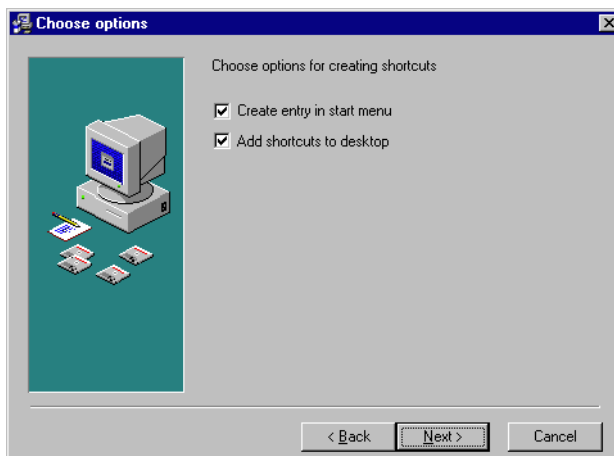 Choose options
Choose options for creating shortcuts
Create entry in start menu
Add shortcuts to desktop
< Back
Next >
Cancel